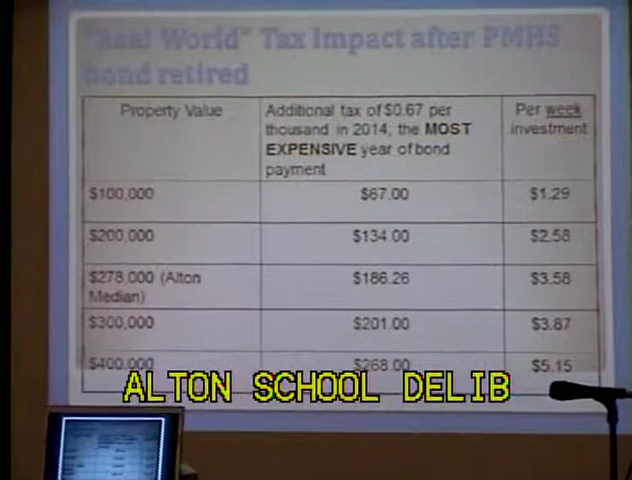 "Real World" Tax Impact after PMHS
bond retired
Property Value
Additional tax of $0.67 per
thousand in 2014, the MOST
EXPENSIVE year of bond
payment
Per week
investment
$100,000 $67.00 $1.29
$200,000 $134.00 $2.58
$278,000 (Alton
Median) $186.26 $3.58
$300,000 $201.00 $3.87
$400,000 $268.00 $5.15
ALTON SCHOOL DELIB